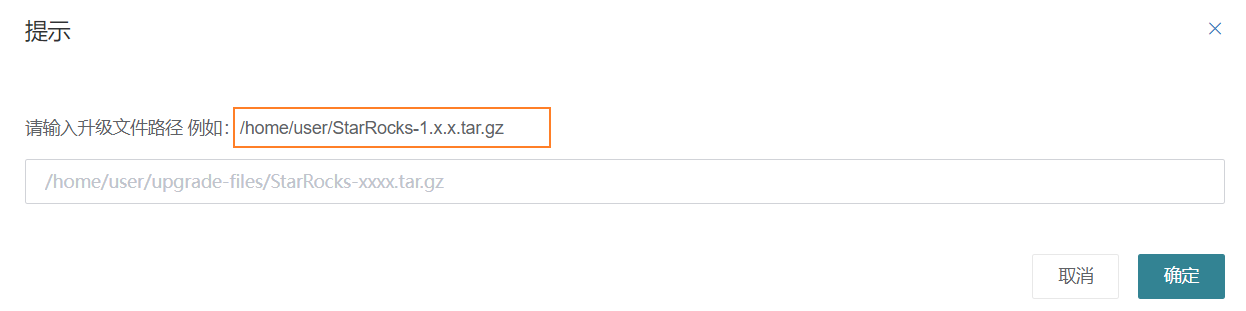 提示
请输入升级文件路径 例如: /home/user/StarRocks-1.x.x.tar.gz
/home/user/upgrade-files/StarRocks-xxxx.tar.gz
取消 确定